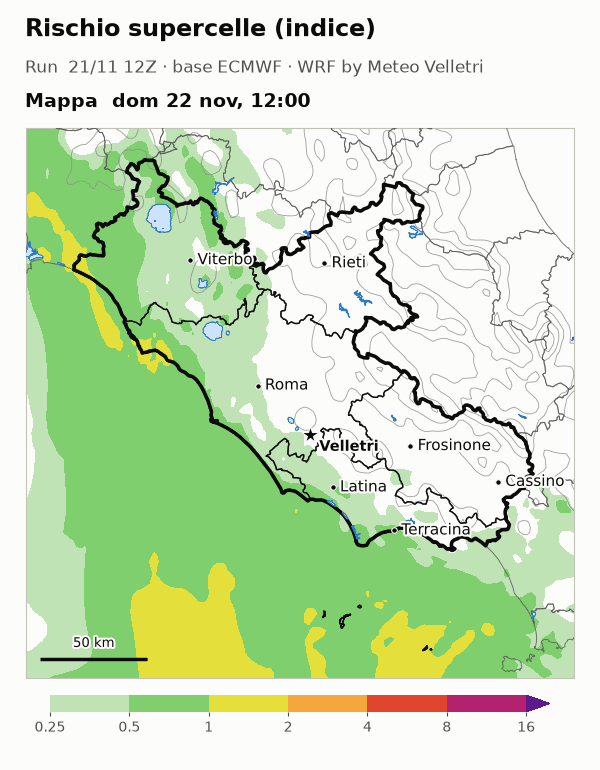 Rischio supercelle (indice)
Run 21/11 12Z · base ECMWF · WRF by Meteo Velletri
Mappa dom 22 nov, 12:00
Viterbo
Rieti
Roma
Velletri
Frosinone
Latina
Cassino
Terracina
50 km
0.25 0.5 1 2 4 8 16